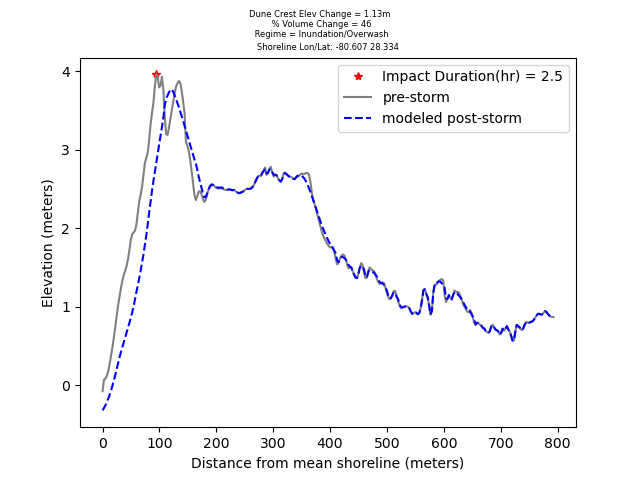 Dune Crest Elev Change = 1.13m
% Volume Change = 46
Regime = Inundation/Overwash
Shoreline Lon/Lat: -80.607 28.334
Impact Duration(hr) = 2.5
pre-storm
modeled post-storm
Elevation (meters)
4
3
2
1
0
0 100 200 300 400 500 600 700 800
Distance from mean shoreline (meters)